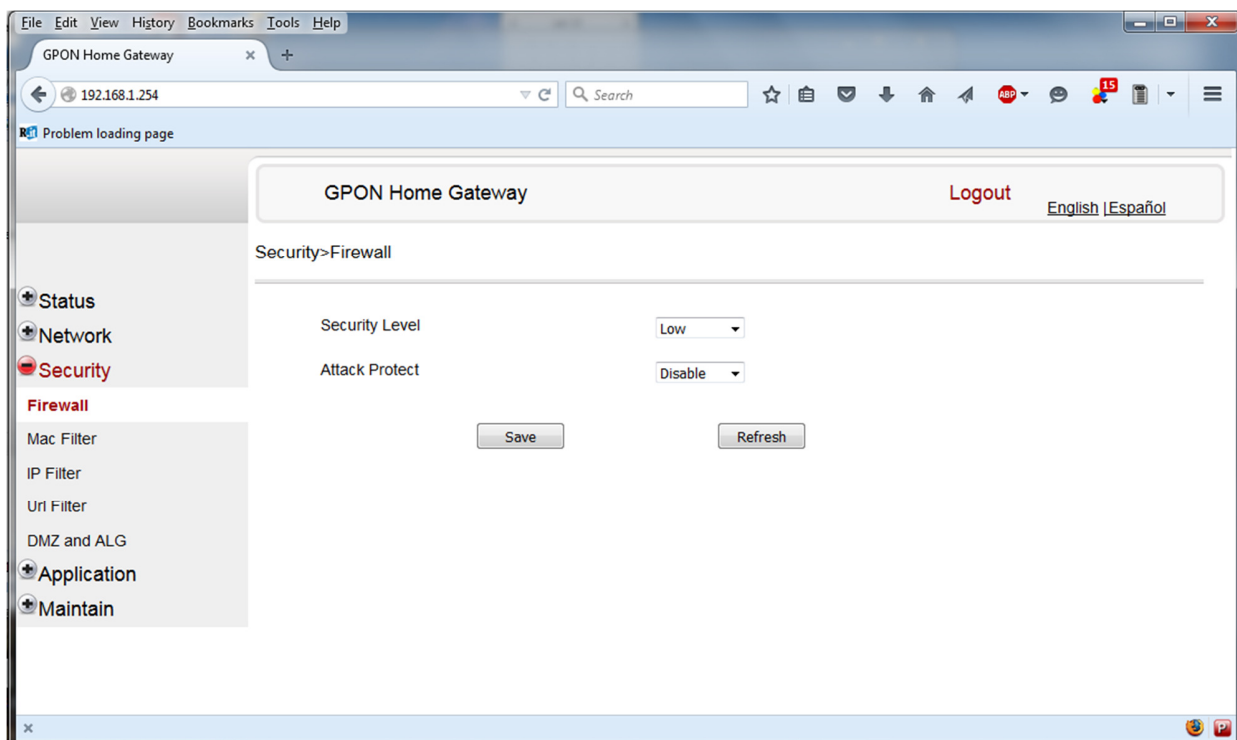 File Edit View History Bookmarks Tools Help
GPON Home Gateway
192.168.1.254
Search
ABP
15
Problem loading page
GPON Home Gateway
Logout
English |Español
Security>Firewall
Status
Network
Security
Firewall
Mac Filter
IP Filter
Url Filter
DMZ and ALG
Application
Maintain
Security Level
Low
Attack Protect
Disable
Save
Refresh